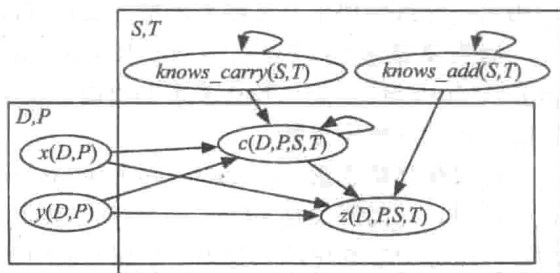 S,T
knows_carry(S,T)
knows_add(S,T)
D,P
x(D,P)
c(D,P,S,T)
y(D,P)
z(D,P,S,T)